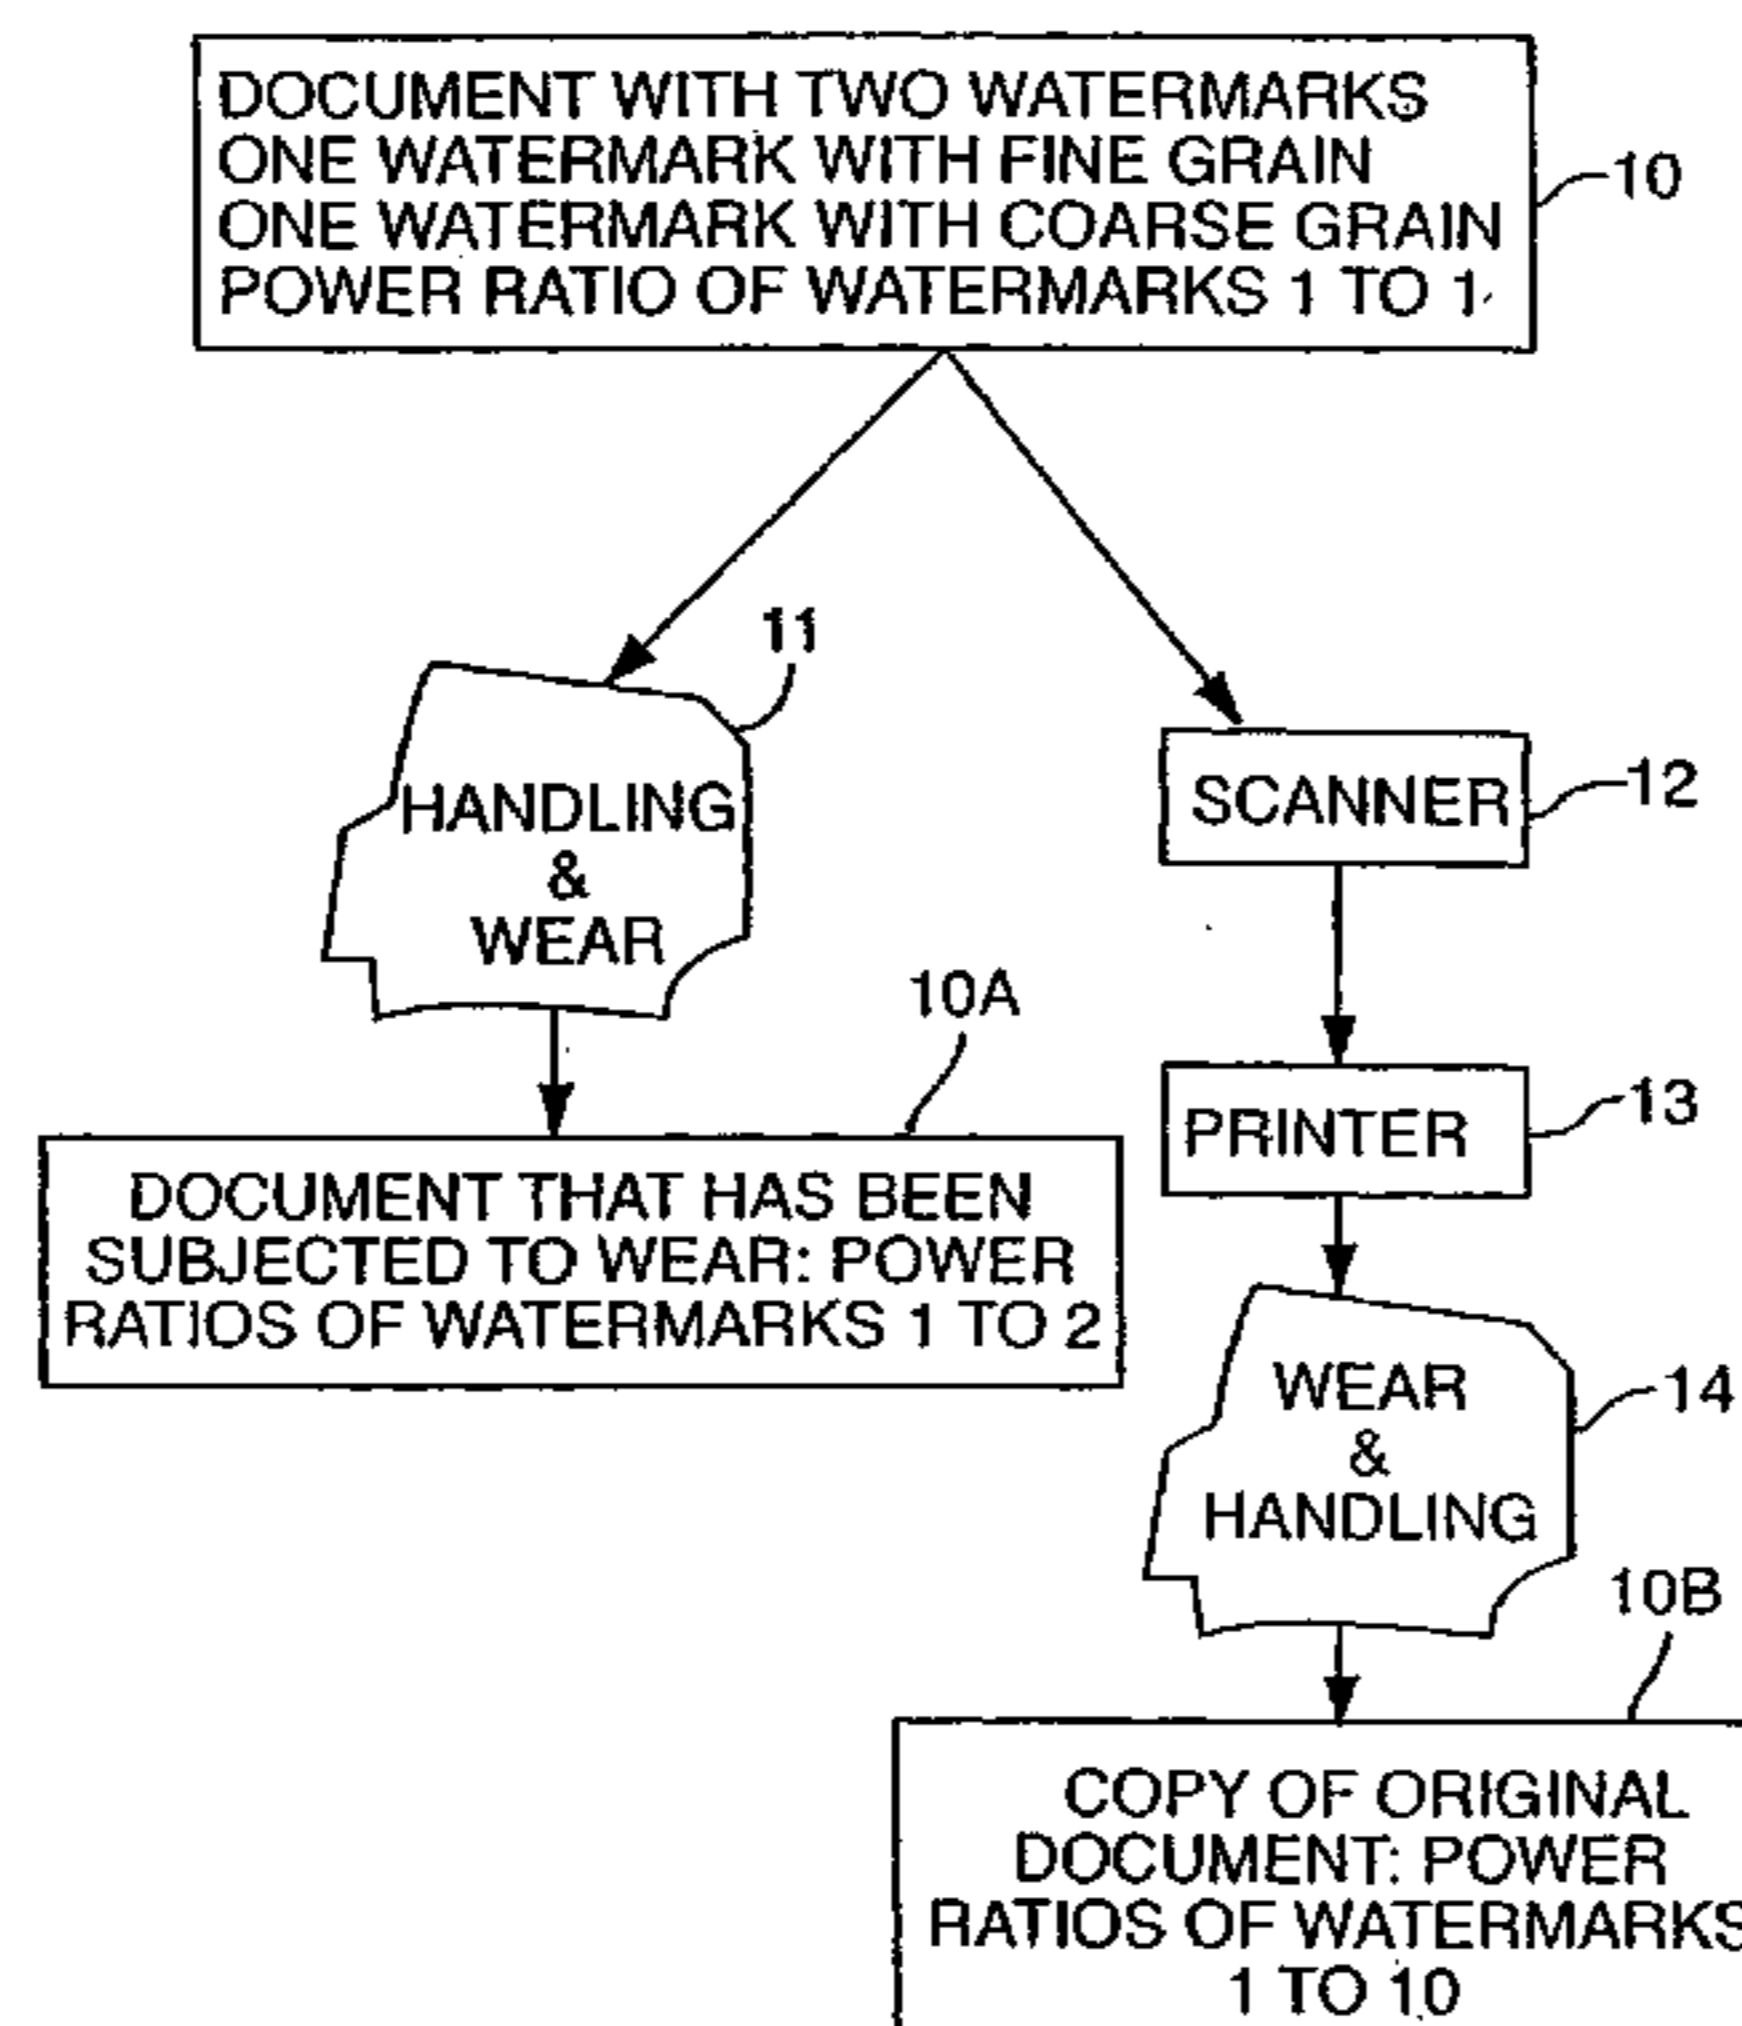 DOCUMENT WITH TWO WATERMARKS
ONE WATERMARK WITH FINE GRAIN
ONE WATERMARK WITH COARSE GRAIN
POWER RATIO OF WATERMARKS 1 TO 1
10
11
HANDLING
&
WEAR
SCANNER
12
10A
PRINTER
13
DOCUMENT THAT HAS BEEN
SUBJECTED TO WEAR: POWER
RATIOS OF WATERMARKS 1 TO 2
WEAR
&
HANDLING
14
10B
COPY OF ORIGINAL
DOCUMENT: POWER
RATIOS OF WATERMARKS
1 TO 10